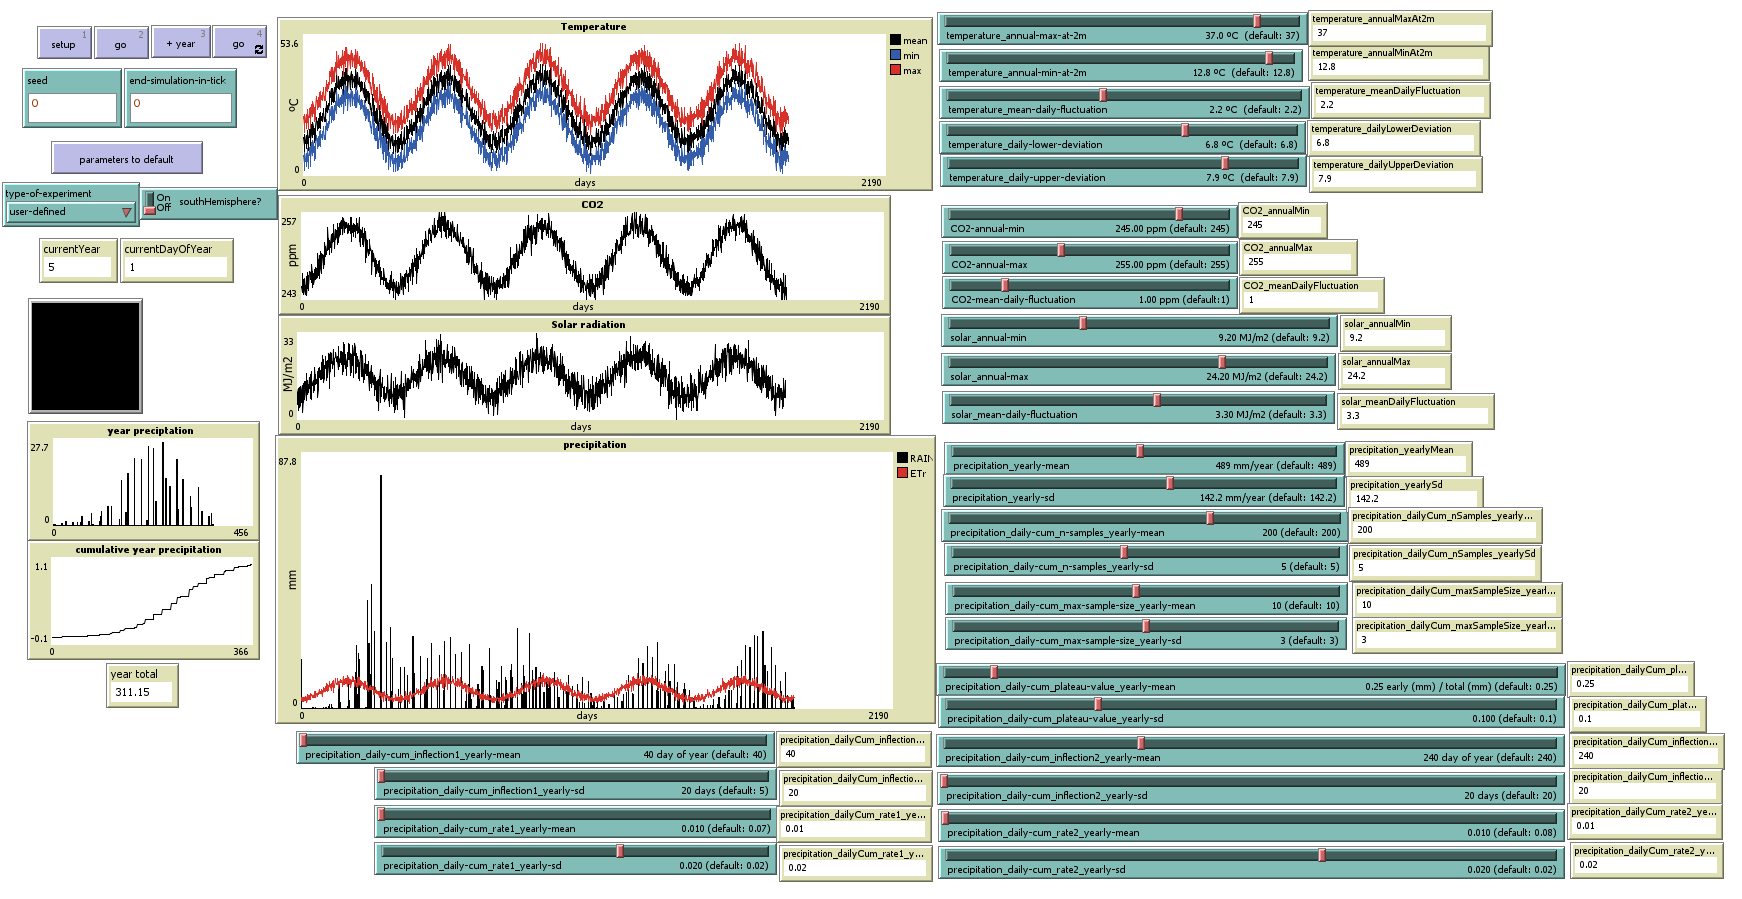 setup 1
go 2
+ year 3
go 4
seed
0
end-simulation-in-tick
0
parameters to default
type-of-experiment
user-defined
On
Off
southHemisphere?
currentYear
5
currentDayOfYear
1
year preciptation
27.7
0
0
456
cumulative year precipitation
1.1
-0.1
0
366
year total
311.15
Temperature
53.6
ºC
0
0
days
2190
mean
min
max
CO2
257
ppm
243
0
days
2190
Solar radiation
33
MJ/m2
0
0
days
2190
precipitation
87.8
mm
0
0
days
2190
RAIN
ETr
precipitation_daily-cum_inflection1_yearly-mean 40 day of year (default: 40)
precipitation_dailyCum_inflection...
40
precipitation_daily-cum_inflection1_yearly-sd 20 days (default: 5)
precipitation_dailyCum_inflectio...
20
precipitation_daily-cum_rate1_yearly-mean 0.010 (default: 0.07)
precipitation_dailyCum_rate1_ye...
0.01
precipitation_daily-cum_rate1_yearly-sd 0.020 (default: 0.02)
precipitation_dailyCum_rate1_y...
0.02
temperature_annual-max-at-2m 37.0 ºC (default: 37)
temperature_annualMaxAt2m
37
temperature_annual-min-at-2m 12.8 ºC (default: 12.8)
temperature_annualMinAt2m
12.8
temperature_mean-daily-fluctuation 2.2 ºC (default: 2.2)
temperature_meanDailyFluctuation
2.2
temperature_daily-lower-deviation 6.8 ºC (default: 6.8)
temperature_dailyLowerDeviation
6.8
temperature_daily-upper-deviation 7.9 ºC (default: 7.9)
temperature_dailyUpperDeviation
7.9
CO2-annual-min 245.00 ppm (default: 245)
CO2_annualMin
245
CO2-annual-max 255.00 ppm (default: 255)
CO2_annualMax
255
CO2-mean-daily-fluctuation 1.00 ppm (default:1)
CO2_meanDailyFluctuation
1
solar_annual-min 9.20 MJ/m2 (default: 9.2)
solar_annualMin
9.2
solar_annual-max 24.20 MJ/m2 (default: 24.2)
solar_annualMax
24.2
solar_mean-daily-fluctuation 3.30 MJ/m2 (default: 3.3)
solar_meanDailyFluctuation
3.3
precipitation_yearly-mean 489 mm/year (default: 489)
precipitation_yearlyMean
489
precipitation_yearly-sd 142.2 mm/year (default: 142.2)
precipitation_yearlySd
142.2
precipitation_daily-cum_n-samples_yearly-mean 200 (default: 200)
precipitation_dailyCum_nSamples_yearly...
200
precipitation_daily-cum_n-samples_yearly-sd 5 (default: 5)
precipitation_dailyCum_nSamples_yearlySd
5
precipitation_daily-cum_max-sample-size_yearly-mean 10 (default: 10)
precipitation_dailyCum_maxSampleSize_yearl...
10
precipitation_daily-cum_max-sample-size_yearly-sd 3 (default: 3)
precipitation_dailyCum_maxSampleSize_yearl...
3
precipitation_daily-cum_plateau-value_yearly-mean 0.25 early (mm) / total (mm) (default: 0.25)
precipitation_dailyCum_pl...
0.25
precipitation_daily-cum_plateau-value_yearly-sd 0.100 (default: 0.1)
precipitation_dailyCum_plat...
0.1
precipitation_daily-cum_inflection2_yearly-mean 240 day of year (default: 240)
precipitation_dailyCum_inflection...
240
precipitation_daily-cum_inflection2_yearly-sd 20 days (default: 20)
precipitation_dailyCum_inflectio...
20
precipitation_daily-cum_rate2_yearly-mean 0.010 (default: 0.08)
precipitation_dailyCum_rate2_ye...
0.01
precipitation_daily-cum_rate2_yearly-sd 0.020 (default: 0.02)
precipitation_dailyCum_rate2_y...
0.02